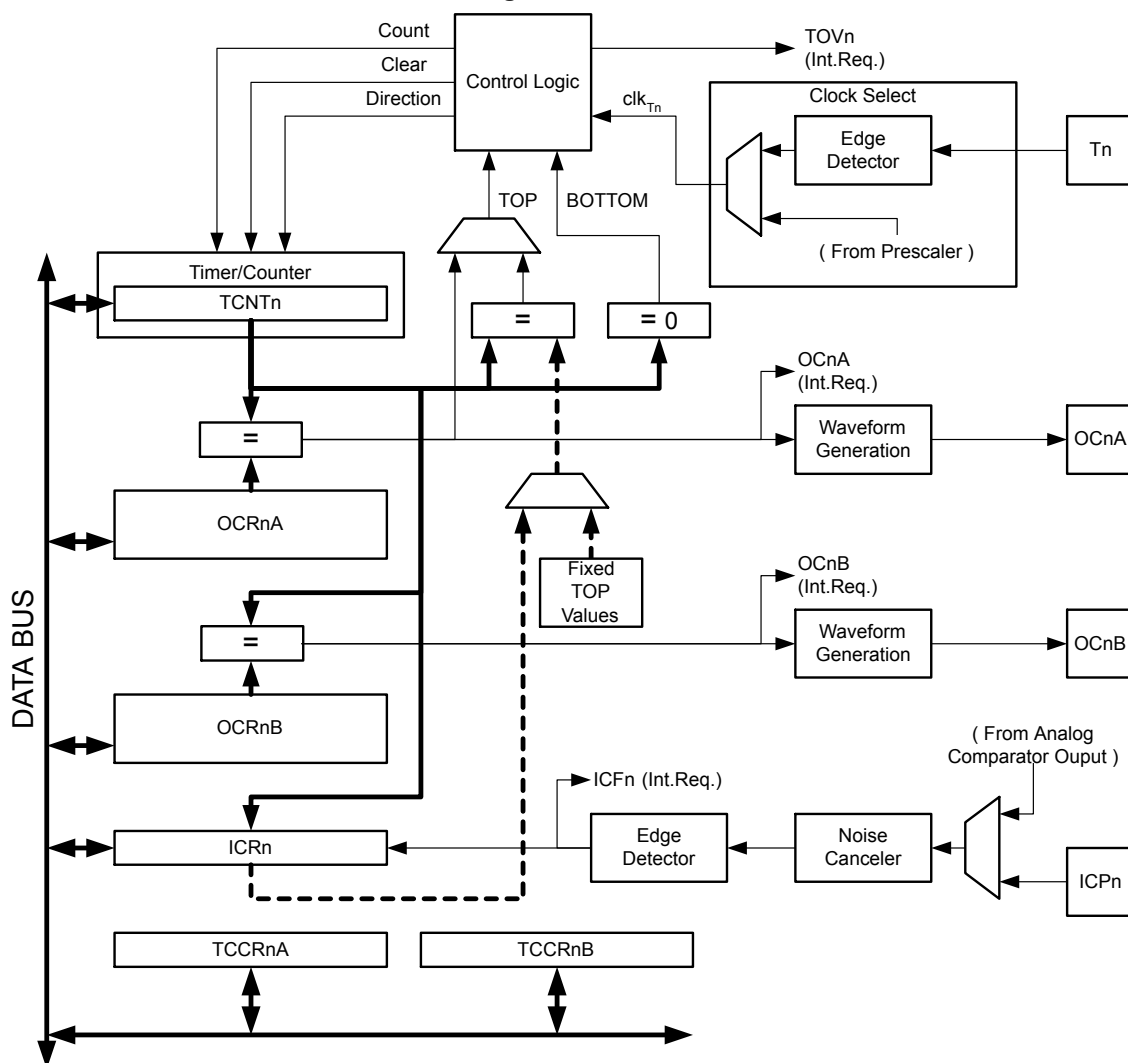 Count
Clear
Direction
Control Logic
TOVn
(Int.Req.)
clkTn
Clock Select
Edge
Detector
Tn
( From Prescaler )
TOP
BOTTOM
Timer/Counter
TCNTn
=
= 0
OCnA
(Int.Req.)
=
Waveform
Generation
OCnA
OCRnA
Fixed
TOP
Values
OCnB
(Int.Req.)
=
Waveform
Generation
OCnB
OCRnB
DATA BUS
( From Analog
Comparator Ouput )
ICFn (Int.Req.)
ICRn
Edge
Detector
Noise
Canceler
ICPn
TCCRnA
TCCRnB